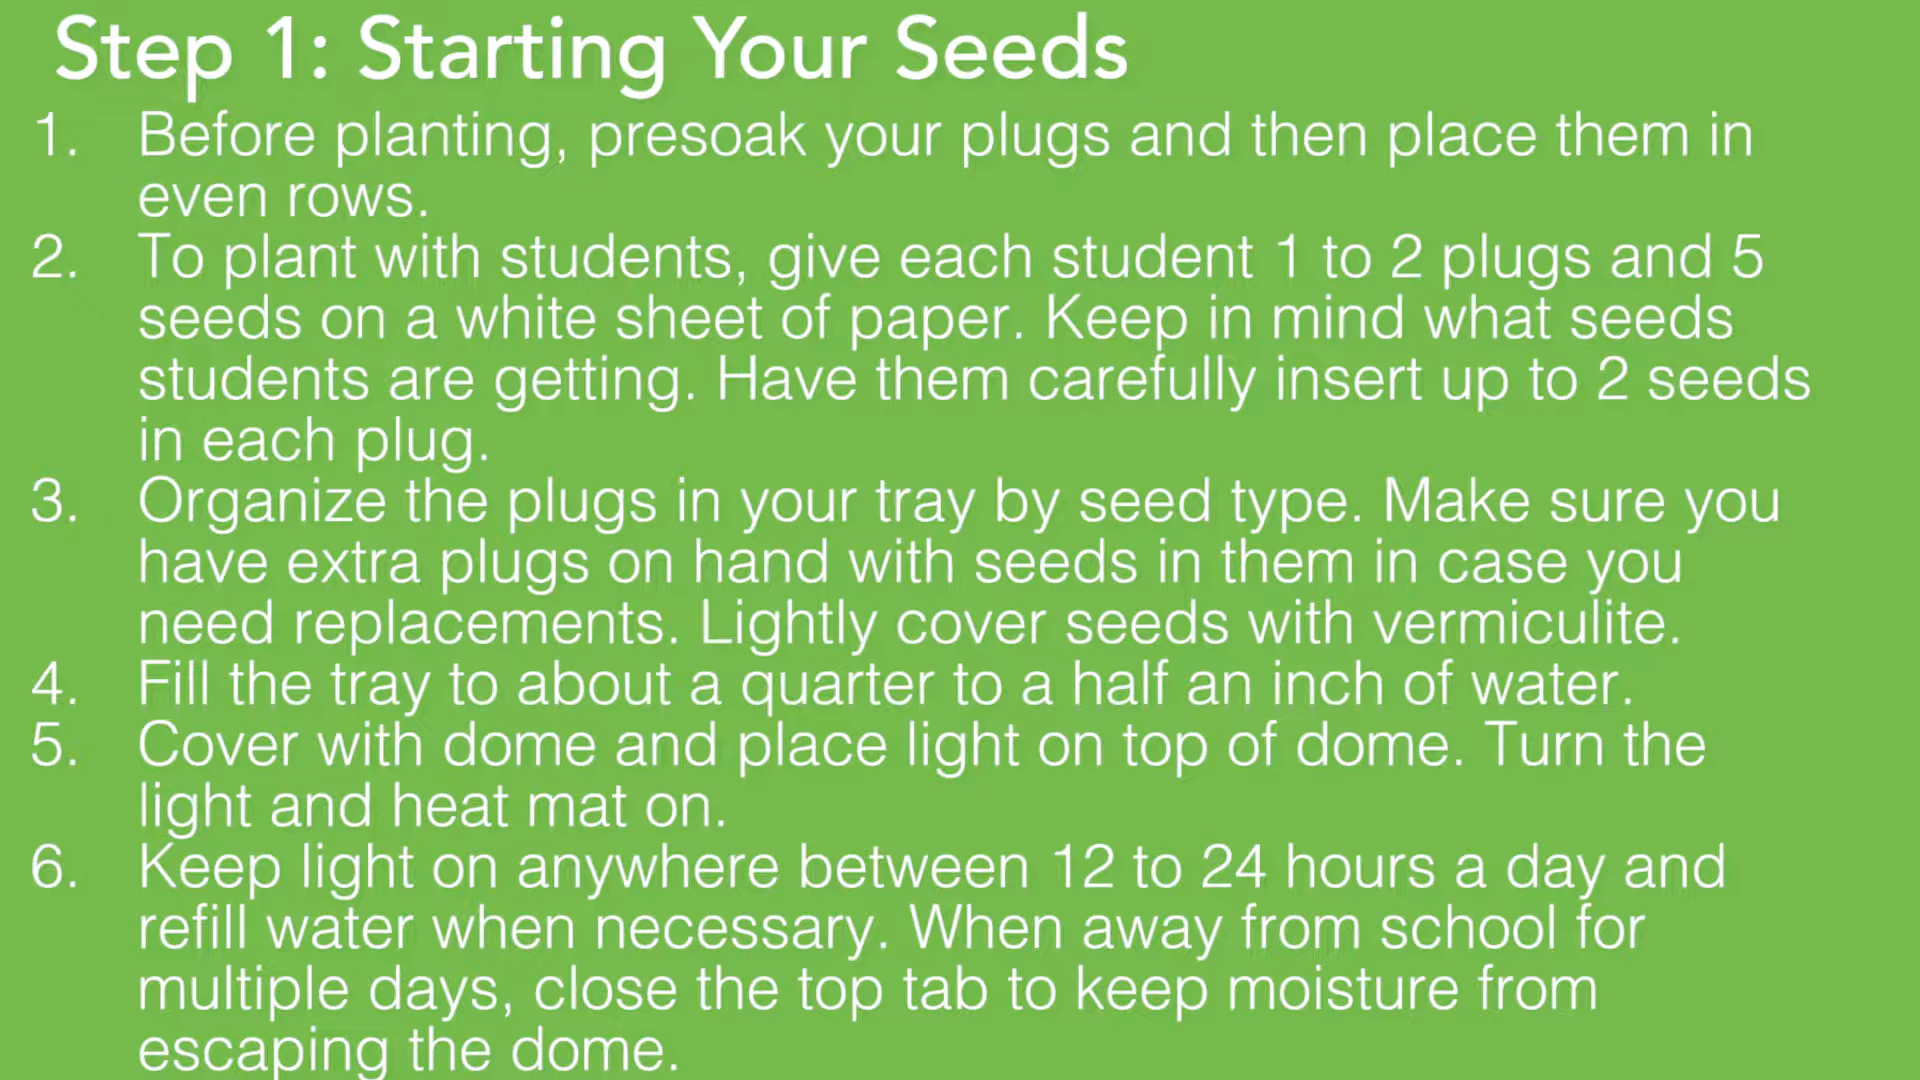 Step 1: Starting Your Seeds
1. Before planting, presoak your plugs and then place them in
even rows.
2. To plant with students, give each student 1 to 2 plugs and 5
seeds on a white sheet of paper. Keep in mind what seeds
students are getting. Have them carefully insert up to 2 seeds
in each plug.
3. Organize the plugs in your tray by seed type. Make sure you
have extra plugs on hand with seeds in them in case you
need replacements. Lightly cover seeds with vermiculite.
4. Fill the tray to about a quarter to a half an inch of water.
5. Cover with dome and place light on top of dome. Turn the
light and heat mat on.
6. Keep light on anywhere between 12 to 24 hours a day and
refill water when necessary. When away from school for
multiple days, close the top tab to keep moisture from
escaping the dome.